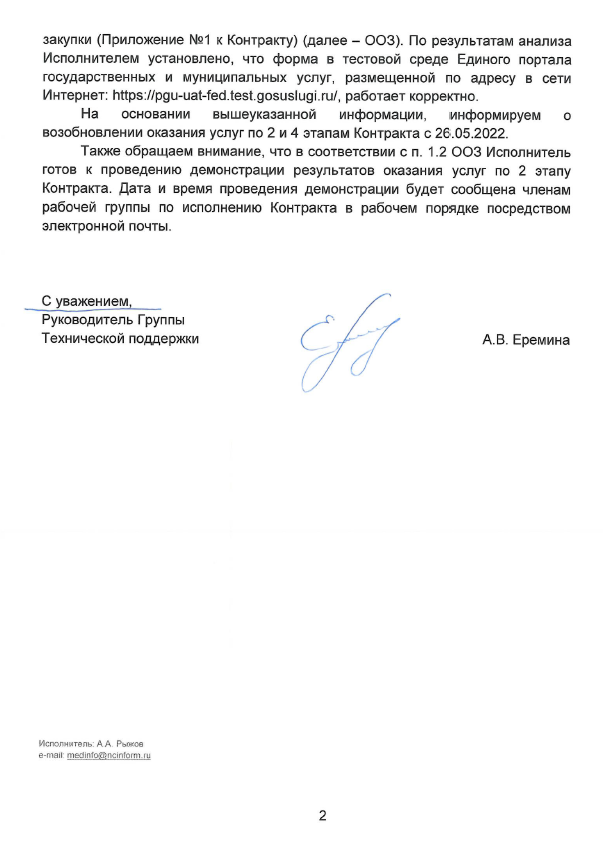 закупки (Приложение №1 к Контракту) (далее – ООЗ). По результатам анализа
Исполнителем установлено, что форма в тестовой среде Единого портала
государственных и муниципальных услуг, размещенной по адресу в сети
Интернет: https://pgu-uat-fed.test.gosuslugi.ru/, работает корректно.
На основании вышеуказанной информации, информируем о
возобновлении оказания услуг по 2 и 4 этапам Контракта с 26.05.2022.
Также обращаем внимание, что в соответствии с п. 1.2 ООЗ Исполнитель
готов к проведению демонстрации результатов оказания услуг по 2 этапу
Контракта. Дата и время проведения демонстрации будет сообщена членам
рабочей группы по исполнению Контракта в рабочем порядке посредством
электронной почты.
С уважением,
Руководитель Группы
Технической поддержки
А.В. Еремина
Исполнитель: А.А. Рыжов
e-mail: medinfo@ncinform.ru
2